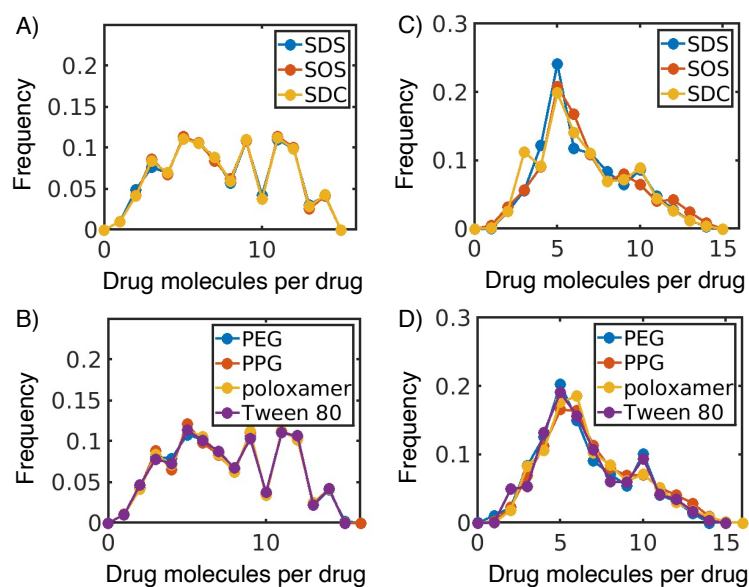 A)
SDS
SOS
SDC
0.2
0.15
0.1
0.05
0
0
10
Frequency
Drug molecules per drug
C)
SDS
SOS
SDC
0.3
0.2
0.1
0
0
5
10
15
Frequency
Drug molecules per drug
B)
PEG
PPG
poloxamer
Tween 80
0.2
0.15
0.1
0.05
0
0
10
Frequency
Drug molecules per drug
D)
PEG
PPG
poloxamer
Tween 80
0.3
0.2
0.1
0
0
5
10
15
Frequency
Drug molecules per drug